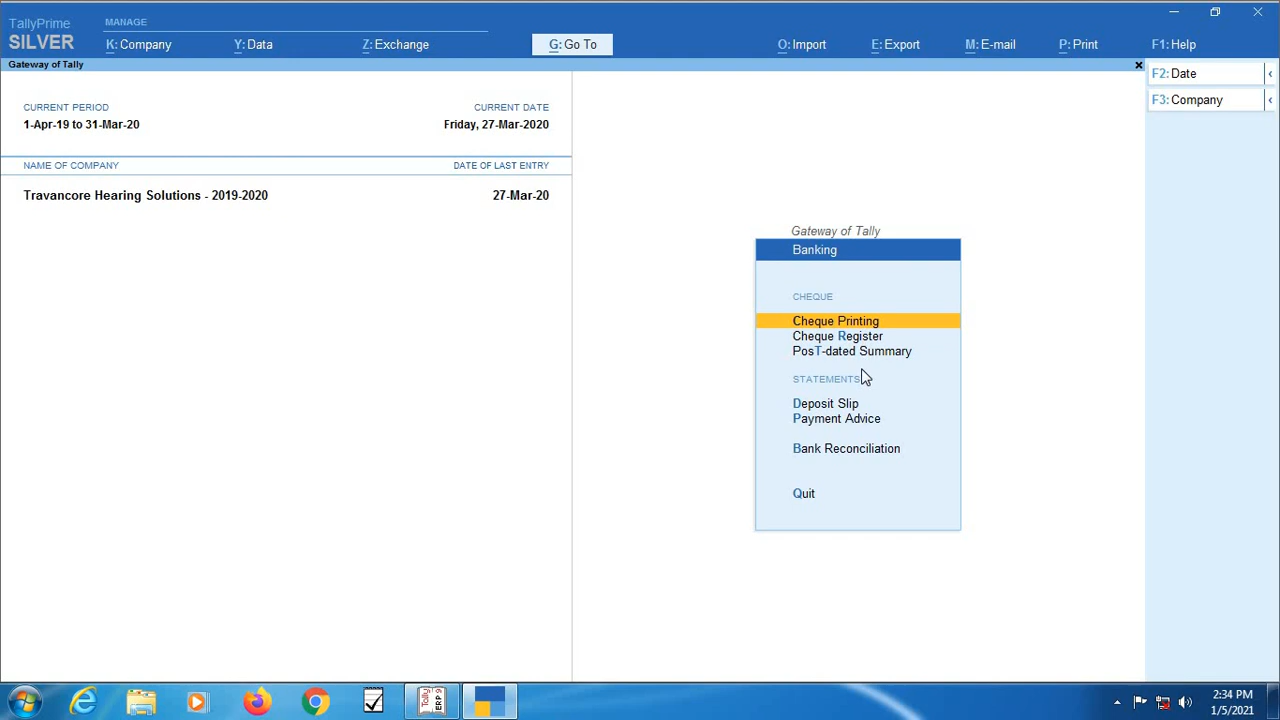 TallyPrime
SILVER
MANAGE
K: Company
Y: Data
Z: Exchange
G: Go To
O: Import
E: Export
M: E-mail
P: Print
F1: Help
Gateway of Tally
F2: Date
F3: Company
CURRENT PERIOD
CURRENT DATE
1-Apr-19 to 31-Mar-20
Friday, 27-Mar-2020
NAME OF COMPANY
DATE OF LAST ENTRY
Travancore Hearing Solutions - 2019-2020
27-Mar-20
Gateway of Tally
Banking
CHEQUE
Cheque Printing
Cheque Register
PosT-dated Summary
STATEMENTS
Deposit Slip
Payment Advice
Bank Reconciliation
Quit
Tally
ERP 9
2:34 PM
1/5/2021